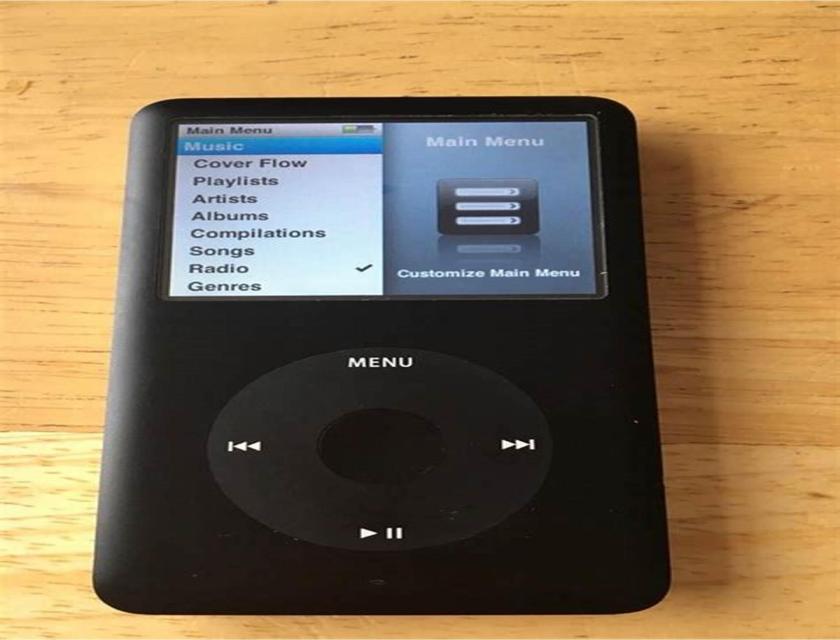 Main Menu
Music
Cover Flow
Playlists
Artists
Albums
Compilations
Songs
Radio
Genres
Main Menu
Customize Main Menu
MENU